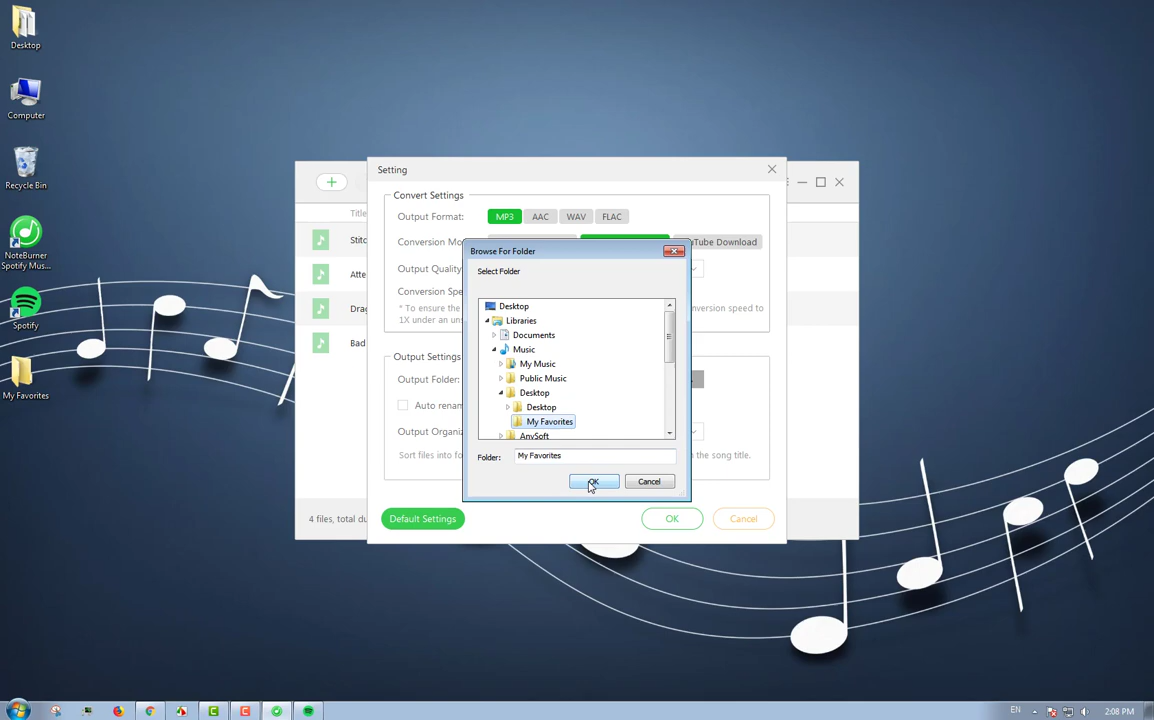 Desktop
Computer
Recycle Bin
NoteBurner
Spotify Mus...
Spotify
My Favorites
Title
Stitc
Atte
Drag
Bad
4 files, total du
Setting
Convert Settings
Output Format:
MP3
AAC
WAV
FLAC
Conversion Mo
uTube Download
Output Quality
Conversion Spe
* To ensure the
nversion speed to
1X under an uns
Output Settings
Output Folder:
Auto renam
Output Organiz
Sort files into fo
n the song title.
Default Settings
OK
Cancel
Browse For Folder
Select Folder
Desktop
Libraries
Documents
Music
My Music
Public Music
Desktop
Desktop
My Favorites
AnySoft
Folder:
My Favorites
OK
Cancel
EN
2:08 PM